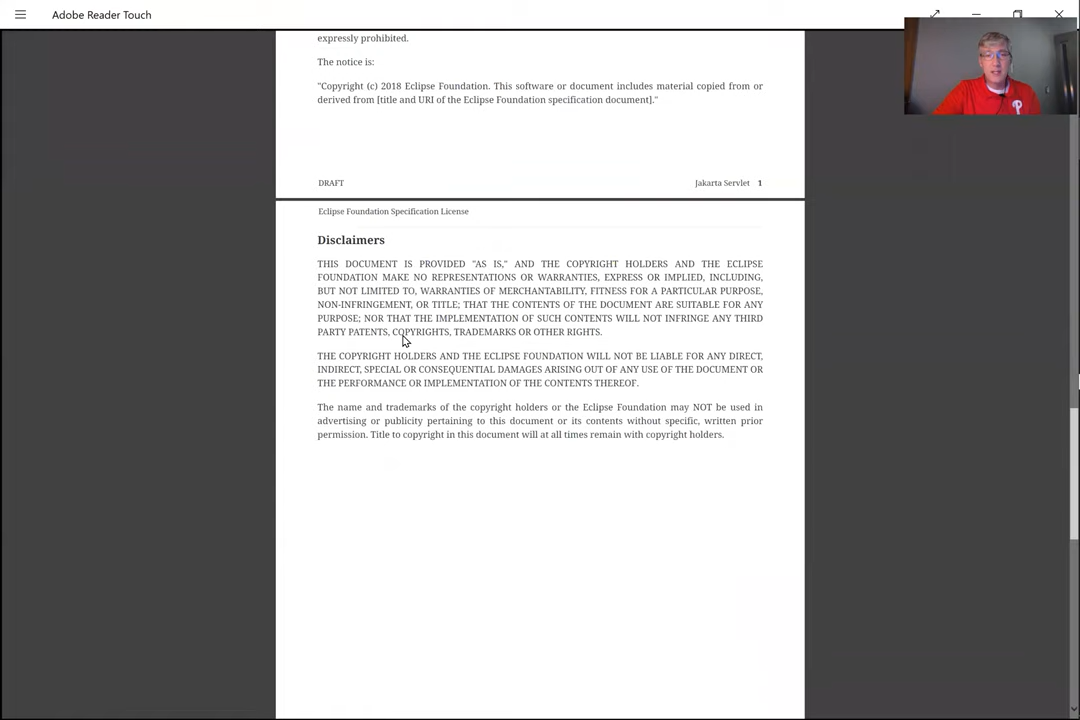 Adobe Reader Touch
expressly prohibited.
The notice is:
"Copyright (c) 2018 Eclipse Foundation. This software or document includes material copied from or
derived from [title and URI of the Eclipse Foundation specification document]."
DRAFT
Jakarta Servlet 1
Eclipse Foundation Specification License
Disclaimers
THIS DOCUMENT IS PROVIDED "AS IS," AND THE COPYRIGHT HOLDERS AND THE ECLIPSE
FOUNDATION MAKE NO REPRESENTATIONS OR WARRANTIES, EXPRESS OR IMPLIED, INCLUDING,
BUT NOT LIMITED TO, WARRANTIES OF MERCHANTABILITY, FITNESS FOR A PARTICULAR PURPOSE,
NON-INFRINGEMENT, OR TITLE; THAT THE CONTENTS OF THE DOCUMENT ARE SUITABLE FOR ANY
PURPOSE; NOR THAT THE IMPLEMENTATION OF SUCH CONTENTS WILL NOT INFRINGE ANY THIRD
PARTY PATENTS, COPYRIGHTS, TRADEMARKS OR OTHER RIGHTS.
THE COPYRIGHT HOLDERS AND THE ECLIPSE FOUNDATION WILL NOT BE LIABLE FOR ANY DIRECT,
INDIRECT, SPECIAL OR CONSEQUENTIAL DAMAGES ARISING OUT OF ANY USE OF THE DOCUMENT OR
THE PERFORMANCE OR IMPLEMENTATION OF THE CONTENTS THEREOF.
The name and trademarks of the copyright holders or the Eclipse Foundation may NOT be used in
advertising or publicity pertaining to this document or its contents without specific, written prior
permission. Title to copyright in this document will at all times remain with copyright holders.